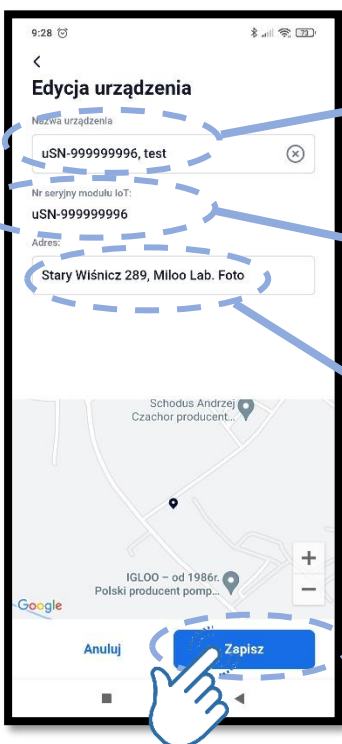 9:28
73
Edycja urządzenia
Nazwa urządzenia
uSN-999999996, test
Nr seryjny modułu IoT:
uSN-999999996
Adres:
Stary Wiśnicz 289, Miloo Lab. Foto
Schodus Andrzej
Czachor producent...
IGLOO – od 1986r.
Polski producent pomp...
+
−
Google
Anuluj
Zapisz